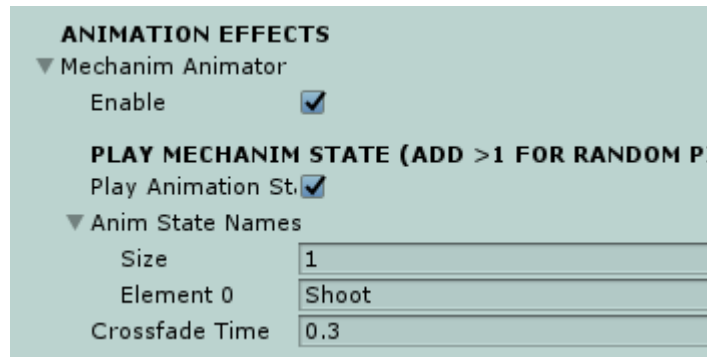 ANIMATION EFFECTS
Mechanim Animator
Enable
PLAY MECHANIM STATE (ADD >1 FOR RANDOM
Play Animation St
Anim State Names
Size 1
Element 0 Shoot
Crossfade Time 0.3